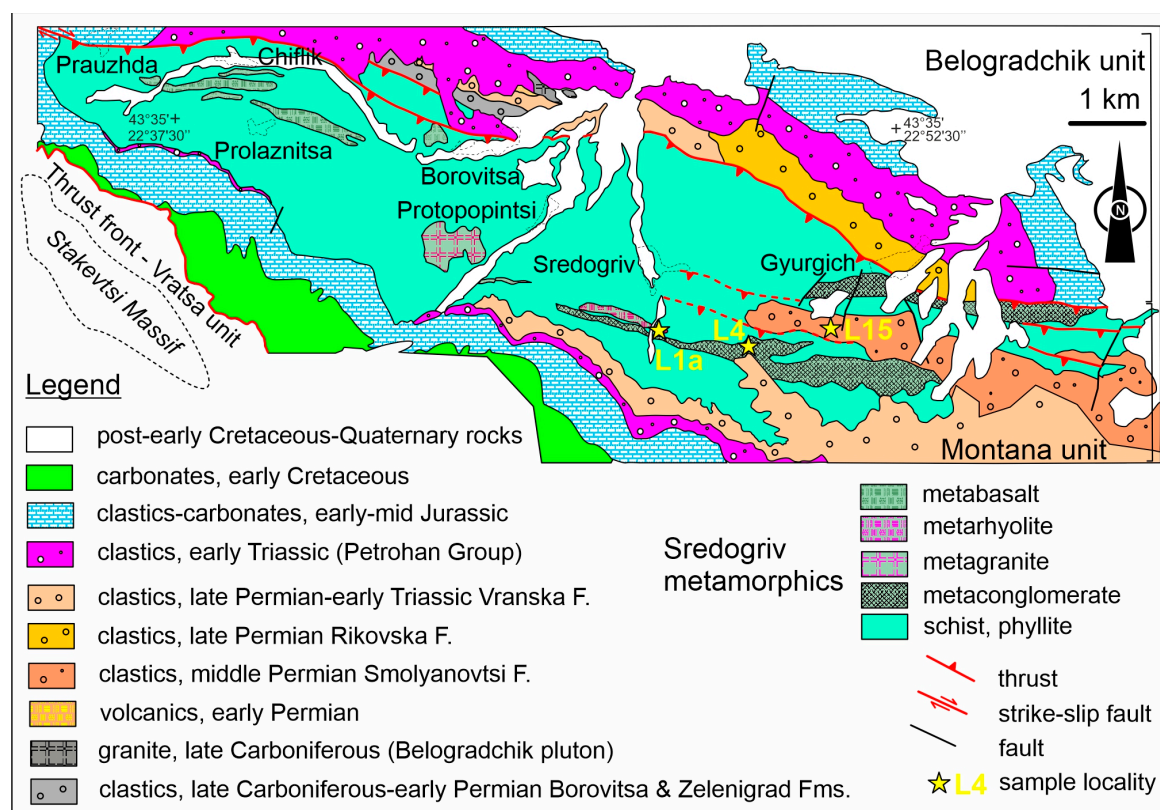 Belogradchik unit
1 km
Prauzhda
Chiflik
43°35'+
22°37'30"
+ 43°35'
22°52'30"
N
Prolaznitsa
Borovitsa
Protopopintsi
Thrust front - Vratsa unit
Stakevtsi Massif
Sredogriv
Gyurgich
L4
L15
L1a
Montana unit
Legend
post-early Cretaceous-Quaternary rocks
carbonates, early Cretaceous
clastics-carbonates, early-mid Jurassic
clastics, early Triassic (Petrohan Group)
clastics, late Permian-early Triassic Vranska F.
clastics, late Permian Rikovska F.
clastics, middle Permian Smolyanovtsi F.
volcanics, early Permian
granite, late Carboniferous (Belogradchik pluton)
clastics, late Carboniferous-early Permian Borovitsa & Zelenigrad Fms.
Sredogriv
metamorphics
metabasalt
metarhyolite
metagranite
metaconglomerate
schist, phyllite
thrust
strike-slip fault
fault
L4 sample locality